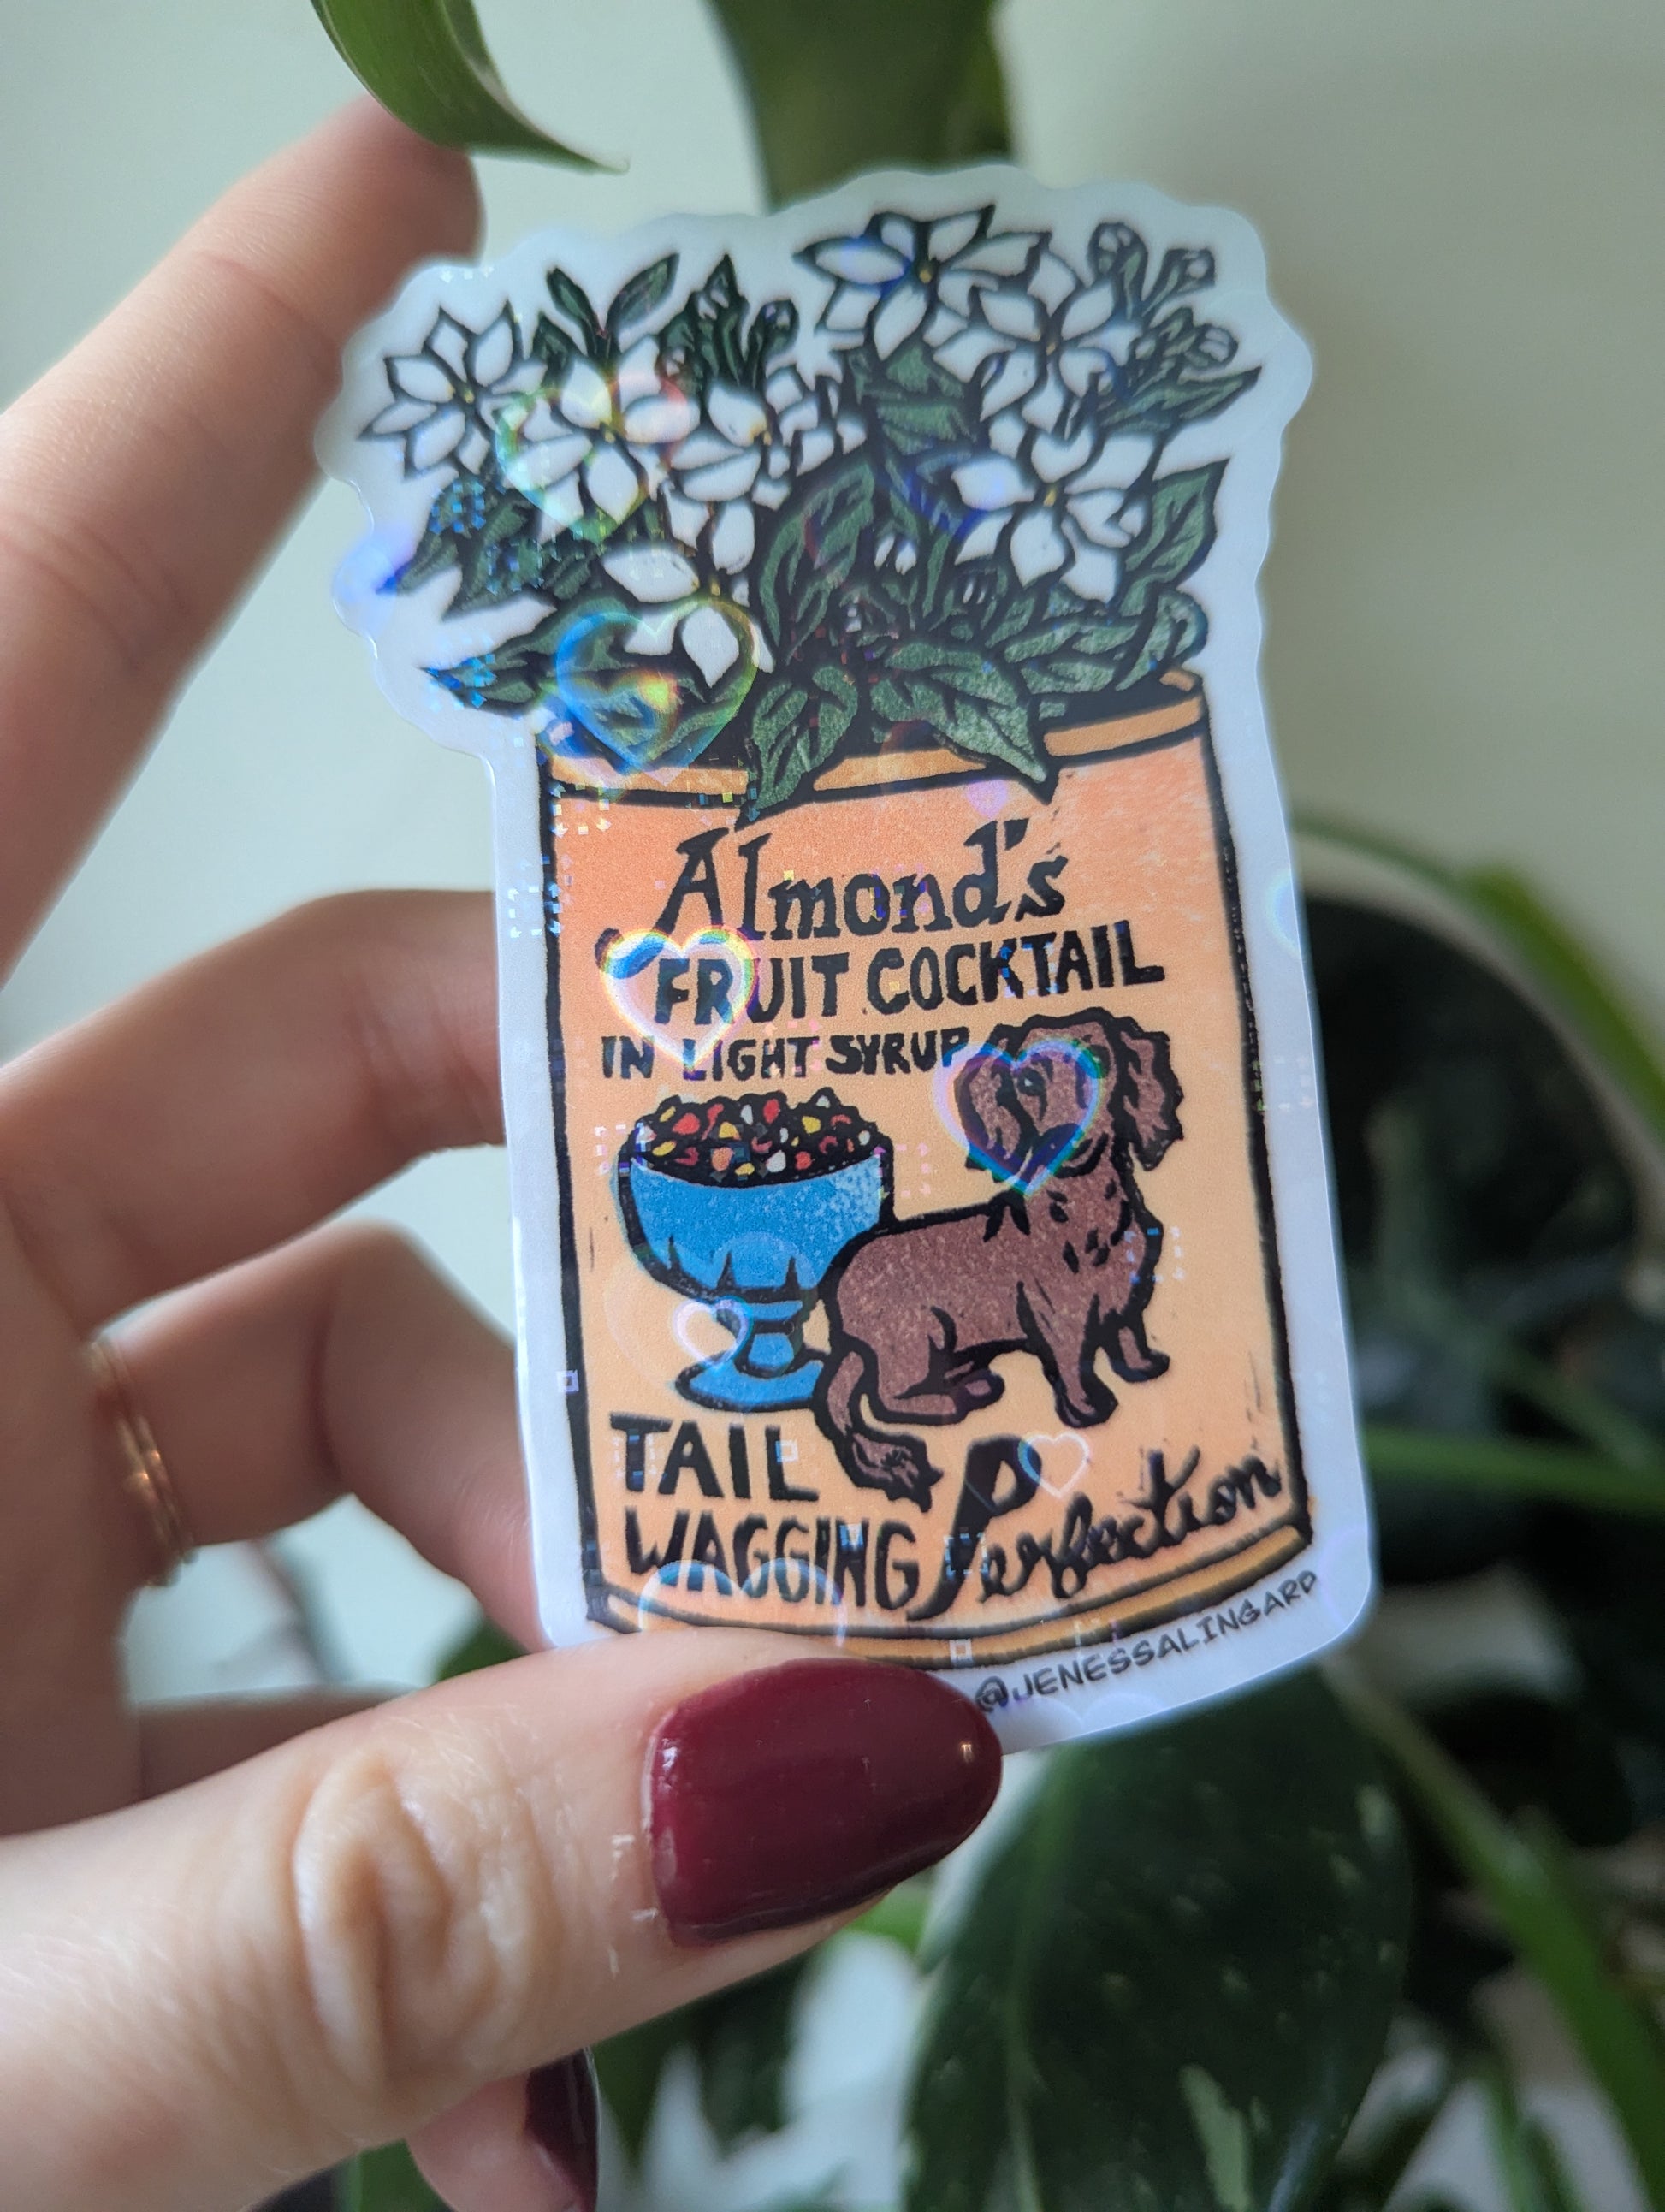 Almond's
FRUIT COCKTAIL
IN LIGHT SYRUP
TAIL
WAGGING Perfection
@JENESSALINGARD